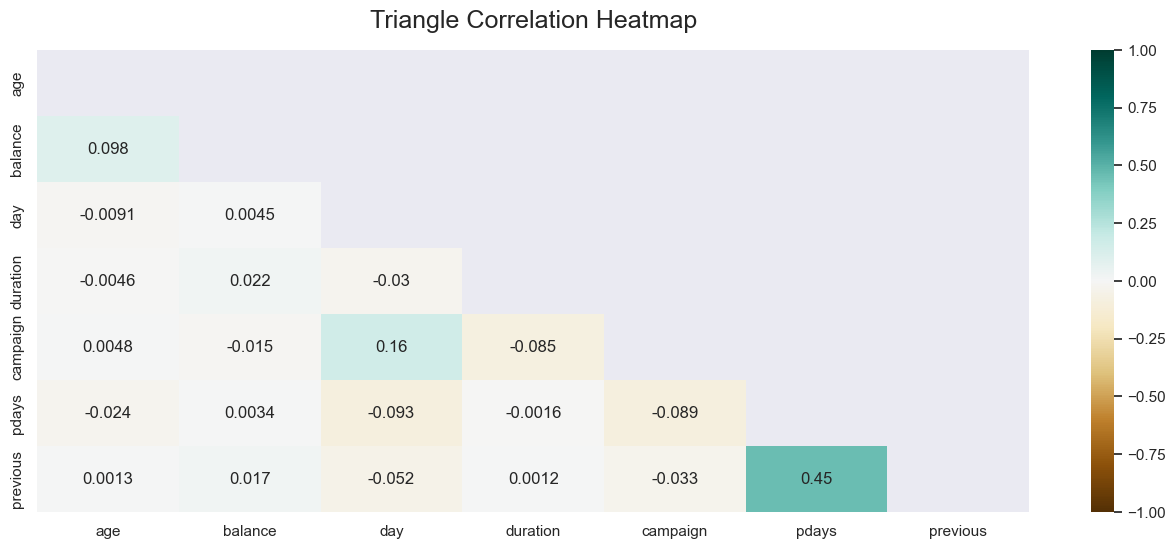 Triangle Correlation Heatmap
age
balance
0.098
day
-0.0091 0.0045
duration
-0.0046 0.022 -0.03
campaign
0.0048 -0.015 0.16 -0.085
pdays
-0.024 0.0034 -0.093 -0.0016 -0.089
previous
0.0013 0.017 -0.052 0.0012 -0.033 0.45
age balance day duration campaign pdays previous
1.00
0.75
0.50
0.25
0.00
−0.25
−0.50
−0.75
−1.00